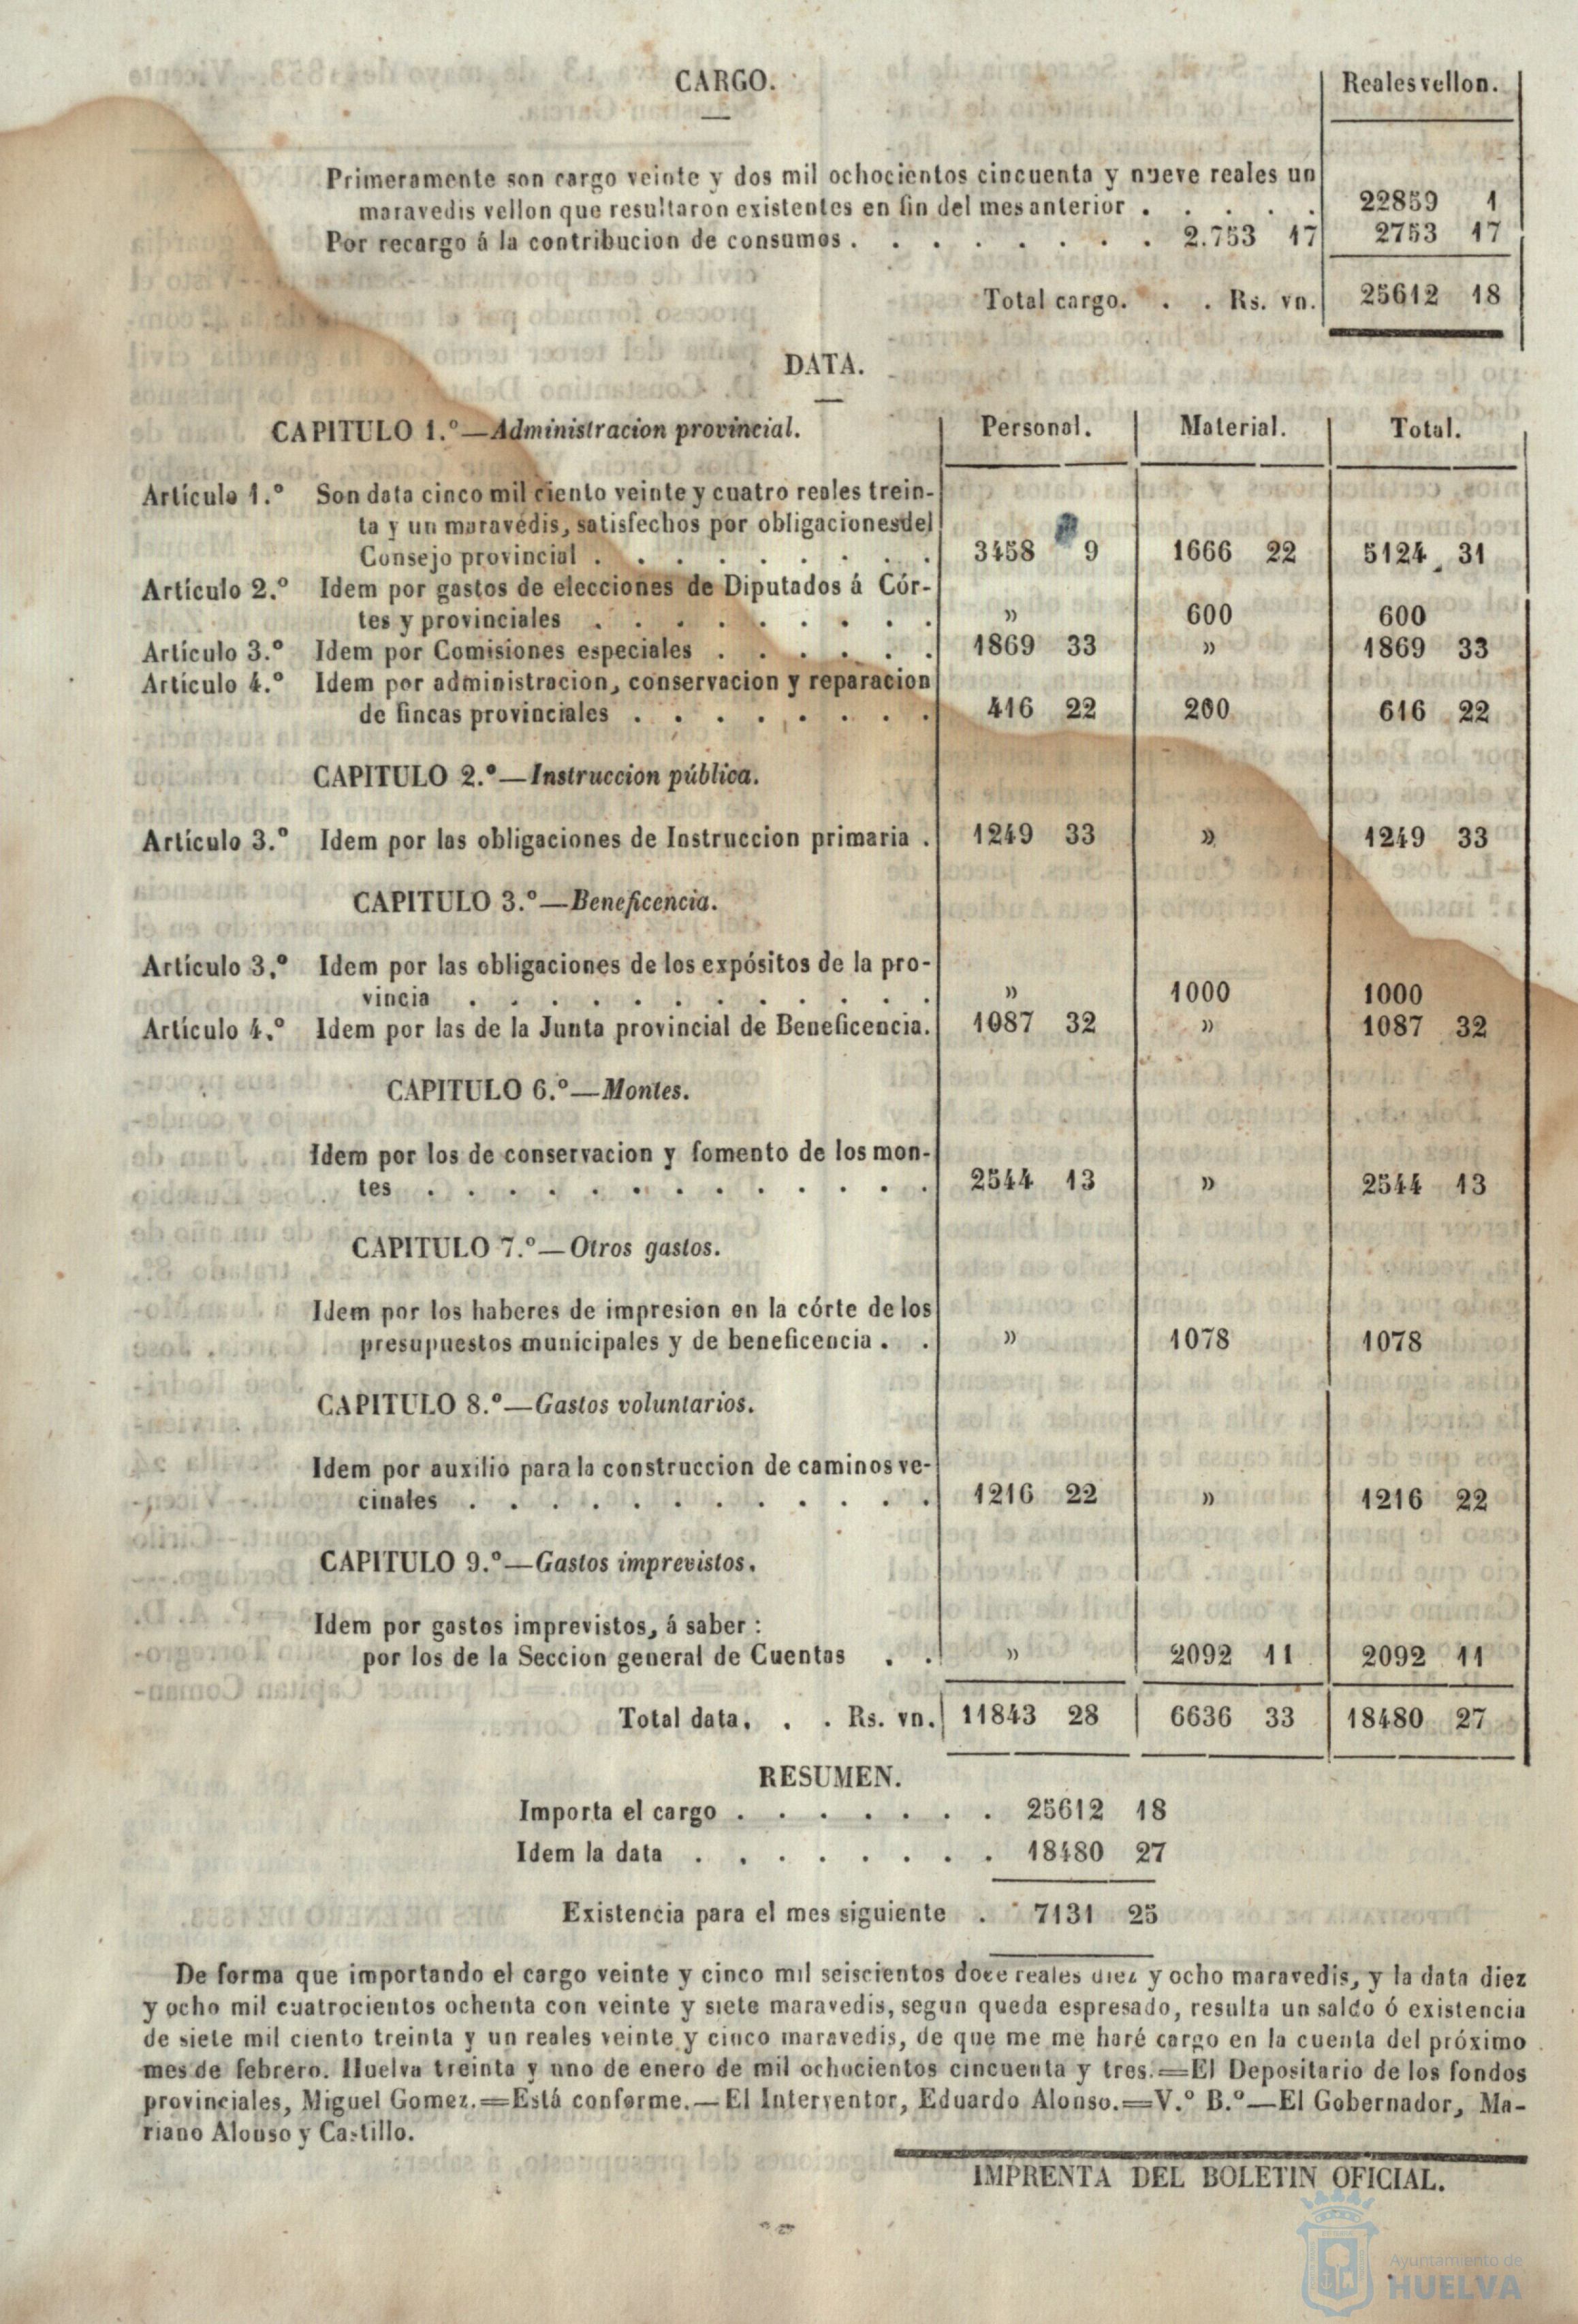 CARGO.
Reales vellon.
Primeramente son cargo veinte y dos mil ochocientos cincuenta y nueve reales un
maravedis vellon que resultaron existentes en fin del mes anterior . . . . . 22859 1
Por recargo á la contribucion de consumos . . . . . . . . 2.753 17 2753 17
Total cargo. . . Rs. vn. 25612 18
DATA.
CAPITULO 1.º—Administracion provincial. Personal. Material. Total.
Artículo 1.º Son data cinco mil ciento veinte y cuatro reales trein-
ta y un maravedis, satisfechos por obligaciones del
Consejo provincial . . . . . . . . . 3458 9 1666 22 5124 31
Artículo 2.º Idem por gastos de elecciones de Diputados á Cór-
tes y provinciales . . . . . . . . . » 600 600
Artículo 3.º Idem por Comisiones especiales . . . . . . 1869 33 » 1869 33
Artículo 4.º Idem por administracion, conservacion y reparacion
de fincas provinciales . . . . . . . . 416 22 200 616 22
CAPITULO 2.º—Instruccion pública.
Artículo 3.º Idem por las obligaciones de Instruccion primaria . 1249 33 » 1249 33
CAPITULO 3.º—Beneficencia.
Artículo 3.º Idem por las obligaciones de los expósitos de la pro-
vincia . . . . . . . . . . . . » 1000 1000
Artículo 4.º Idem por las de la Junta provincial de Beneficencia. 1087 32 » 1087 32
CAPITULO 6.º—Montes.
Idem por los de conservacion y fomento de los mon-
tes . . . . . . . . . . . . . 2544 13 » 2544 13
CAPITULO 7.º—Otros gastos.
Idem por los haberes de impresion en la córte de los
presupuestos municipales y de beneficencia . . » 1078 1078
CAPITULO 8.º—Gastos voluntarios.
Idem por auxilio para la construccion de caminos ve-
cinales . . . . . . . . . . . . 1216 22 » 1216 22
CAPITULO 9.º—Gastos imprevistos.
Idem por gastos imprevistos, á saber :
por los de la Seccion general de Cuentas . . » 2092 11 2092 11
Total data. . . Rs. vn. 11843 28 6636 33 18480 27
RESUMEN.
Importa el cargo . . . . . . . 25612 18
Idem la data . . . . . . . . 18480 27
Existencia para el mes siguiente . 7131 25
De forma que importando el cargo veinte y cinco mil seiscientos doce reales diez y ocho maravedis, y la data diez
y ocho mil cuatrocientos ochenta con veinte y siete maravedis, segun queda espresado, resulta un saldo ó existencia
de siete mil ciento treinta y un reales veinte y cinco maravedis, de que me me haré cargo en la cuenta del próximo
mes de febrero. Huelva treinta y uno de enero de mil ochocientos cincuenta y tres.=El Depositario de los fondos
provinciales, Miguel Gomez.=Está conforme.—El Interventor, Eduardo Alonso.=V.º B.º—El Gobernador, Ma-
riano Alonso y Castillo.
IMPRENTA DEL BOLETIN OFICIAL.
Ayuntamiento de
HUELVA